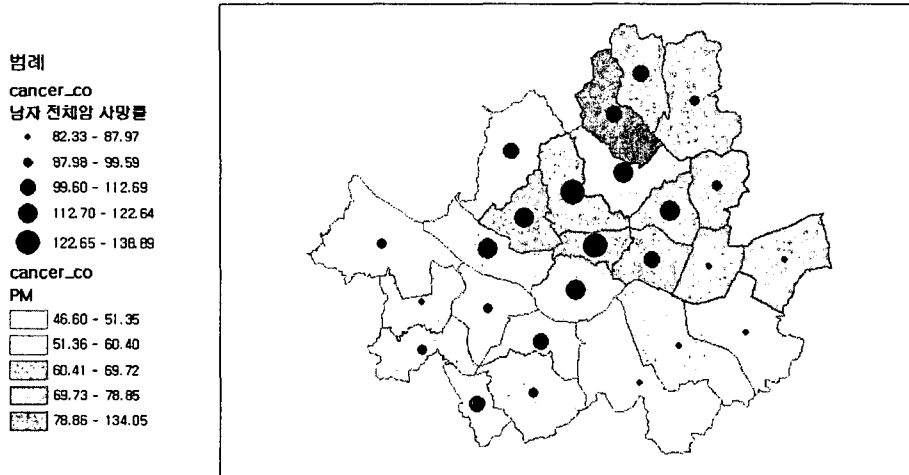 범례
cancer_co
남자 전체암 사망률
82.33 - 87.97
87.98 - 99.59
99.60 - 112.69
112.70 - 122.64
122.65 - 138.89
cancer_co
PM
46.60 - 51.35
51.36 - 60.40
60.41 - 69.72
69.73 - 78.85
78.86 - 134.05